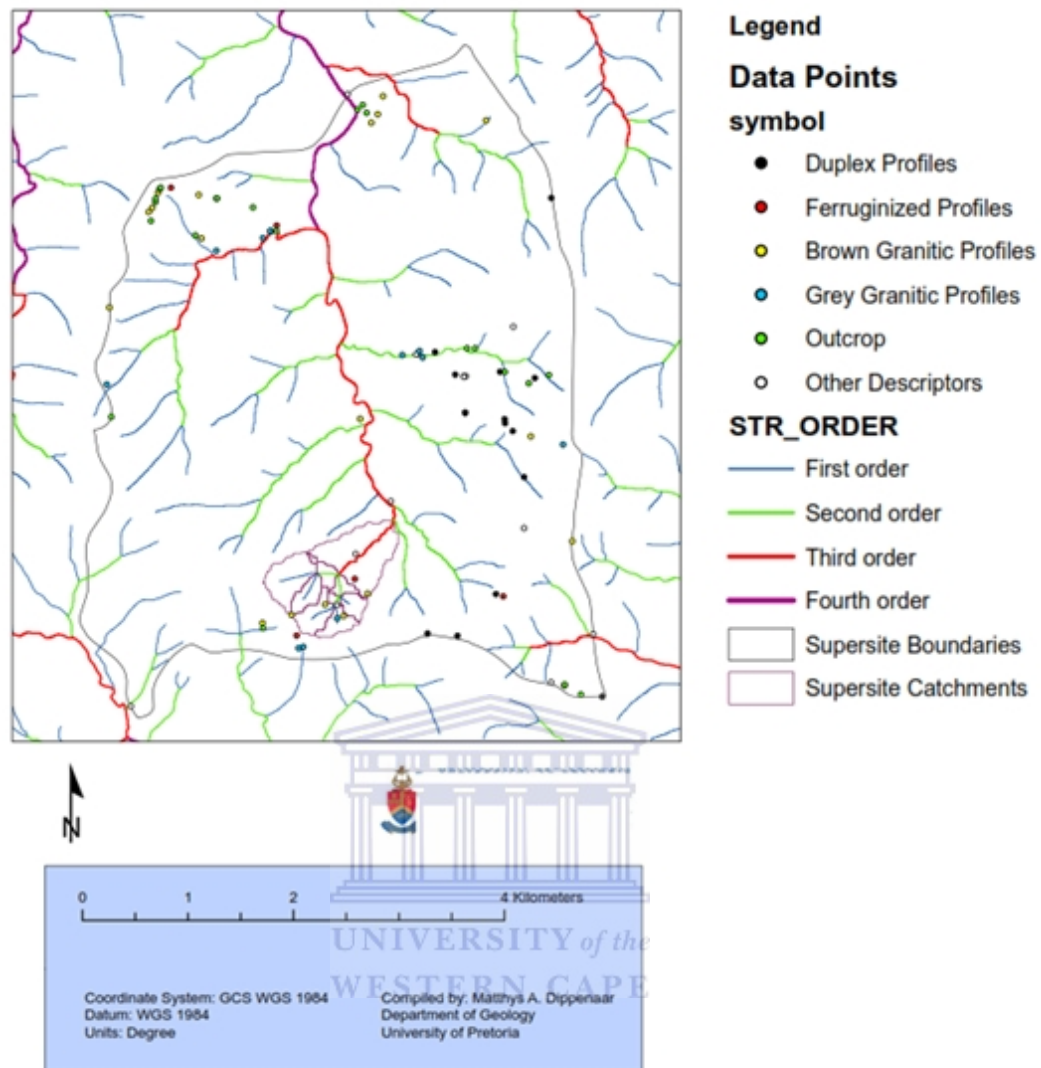 Legend
Data Points
symbol
Duplex Profiles
Ferruginized Profiles
Brown Granitic Profiles
Grey Granitic Profiles
Outcrop
Other Descriptors
STR_ORDER
First order
Second order
Third order
Fourth order
Supersite Boundaries
Supersite Catchments
N
0 1 2 4 Kilometers
UNIVERSITY of the
WESTERN CAPE
Coordinate System: GCS WGS 1984
Datum: WGS 1984
Units: Degree
Compiled by: Matthys A. Dippenaar
Department of Geology
University of Pretoria